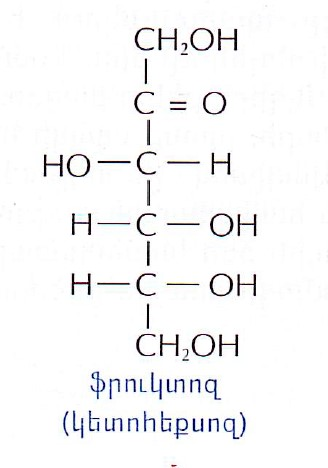 CH₂OH
C = O
HO — C — H
H — C — OH
H — C — OH
CH₂OH
ֆրուկտոզ
(կետոհեքսոզ)